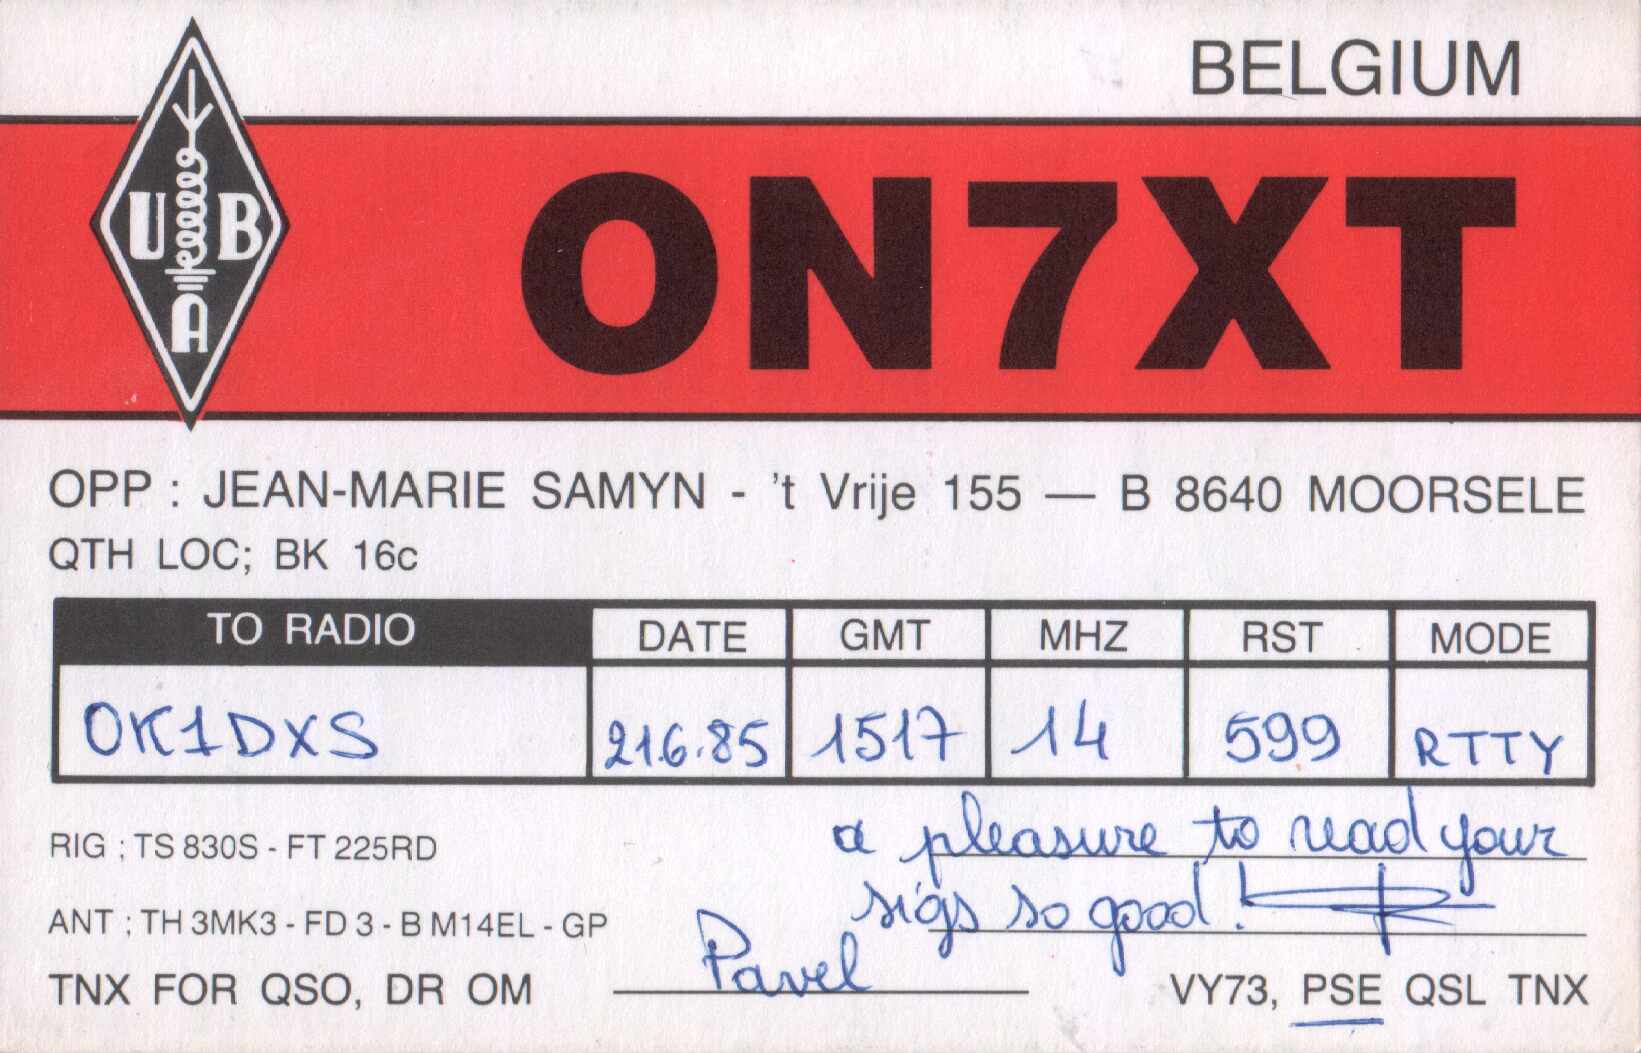 BELGIUM
U B
A
ON7XT
OPP : JEAN-MARIE SAMYN - 't Vrije 155 — B 8640 MOORSELE
QTH LOC; BK 16c
TO RADIO DATE GMT MHZ RST MODE
OK1DXS 21.6.85 1517 14 599 RTTY
RIG ; TS 830S - FT 225RD
a pleasure to read your
sigs so good!
ANT ; TH 3MK3 - FD 3 - B M14EL - GP
TNX FOR QSO, DR OM Pavel VY73, PSE QSL TNX